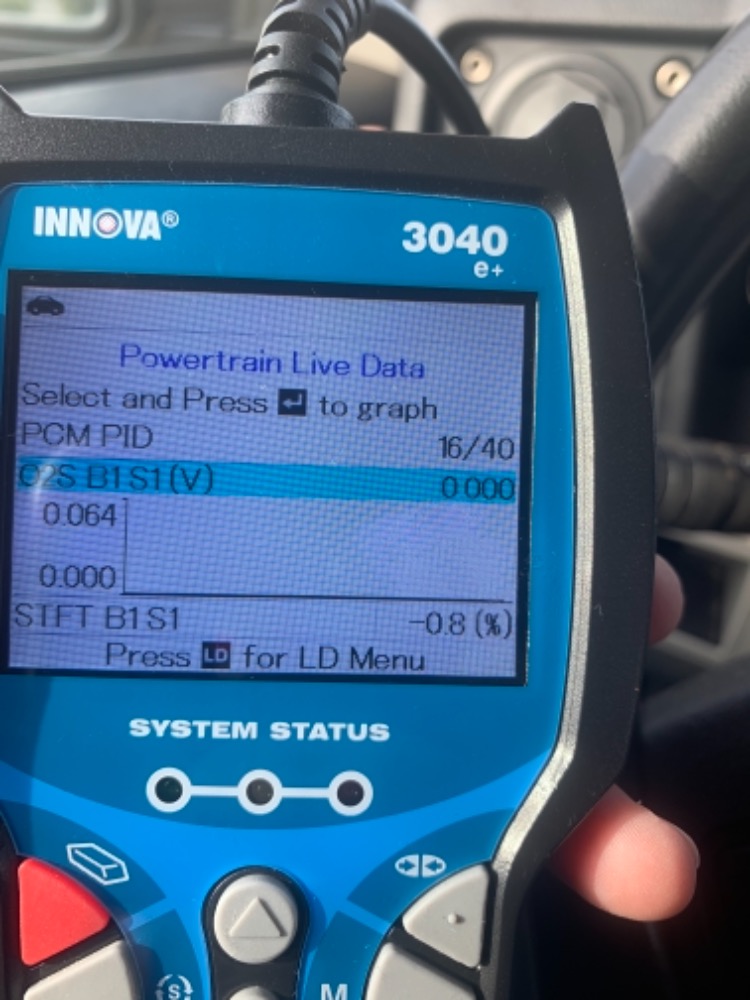 INNOVA®
3040
e+
Powertrain Live Data
Select and Press ↵ to graph
PCM PID 16/40
O2S B1S1(V) 0.000
0.064
0.000
STFT B1S1 -0.8 (%)
Press LD for LD Menu
SYSTEM STATUS
S
M